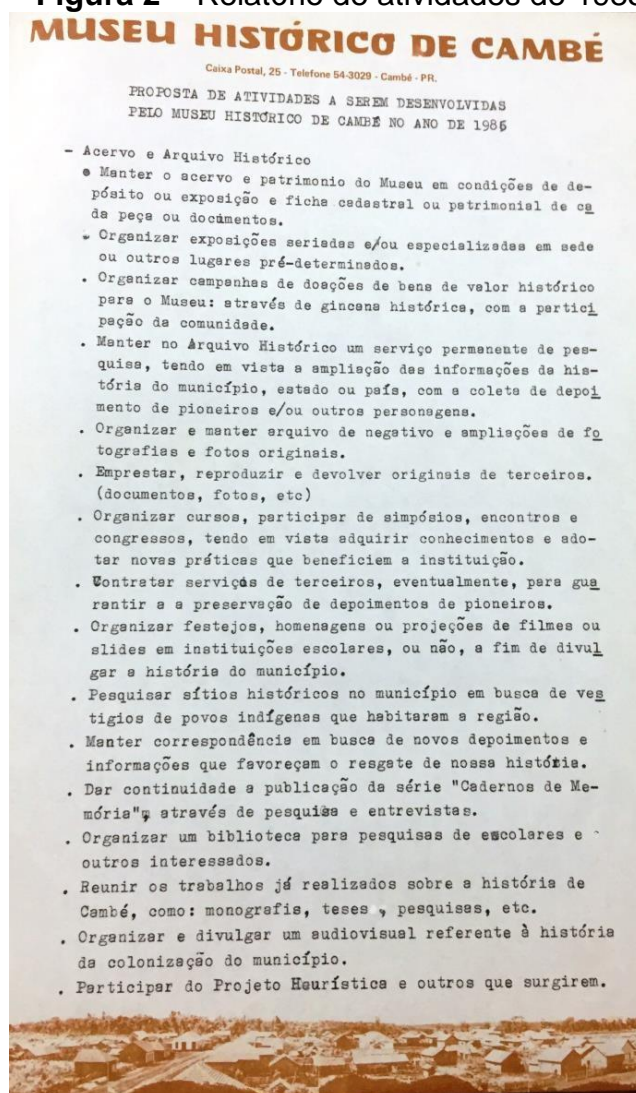 Figura 2 – Relatório de atividades de
MUSEU HISTÓRICO DE CAMBÉ
Caixa Postal, 25 - Telefone 54-3029 - Cambé - PR.
PROPOSTA DE ATIVIDADES A SEREM DESENVOLVIDAS
PELO MUSEU HISTÓRICO DE CAMBÉ NO ANO DE 1986
- Acervo e Arquivo Histórico
• Manter o acervo e patrimonio do Museu em condições de de-
pósito ou exposição e ficha cadastral ou patrimonial de ca
da peça ou documentos.
. Organizar exposições seriadas e/ou especializadas em sede
ou outros lugares pré-determinados.
. Organizar campanhas de doações de bens de valor histórico
para o Museu: através de gincana histórica, com a partici
pação da comunidade.
. Manter no Arquivo Histórico um serviço permanente de pes-
quisa, tendo em vista a ampliação das informações da his-
tória do município, estado ou país, com a coleta de depoi
mento de pioneiros e/ou outros personagens.
. Organizar e manter arquivo de negativo e ampliações de fo
tografias e fotos originais.
. Emprestar, reproduzir e devolver originais de terceiros.
(documentos, fotos, etc)
. Organizar cursos, participar de simpósios, encontros e
congressos, tendo em vista adquirir conhecimentos e ado-
tar novas práticas que beneficiem a instituição.
. Contratar serviços de terceiros, eventualmente, para gua
rantir a a preservação de depoimentos de pioneiros.
. Organizar festejos, homenagens ou projeções de filmes ou
slides em instituições escolares, ou não, a fim de divul
gar a história do município.
. Pesquisar sítios históricos no município em busca de ves
tigios de povos indígenas que habitaram a região.
. Manter correspondência em busca de novos depoimentos e
informações que favoreçam o resgate de nossa história.
. Dar continuidade a publicação da série "Cadernos de Me-
mória", através de pesquisa e entrevistas.
. Organizar um biblioteca para pesquisas de escolares e
outros interessados.
. Reunir os trabalhos já realizados sobre a história de
Cambé, como: monografis, teses , pesquisas, etc.
. Organizar e divulgar um audiovisual referente à história
da colonização do município.
. Participar do Projeto Heurística e outros que surgirem.